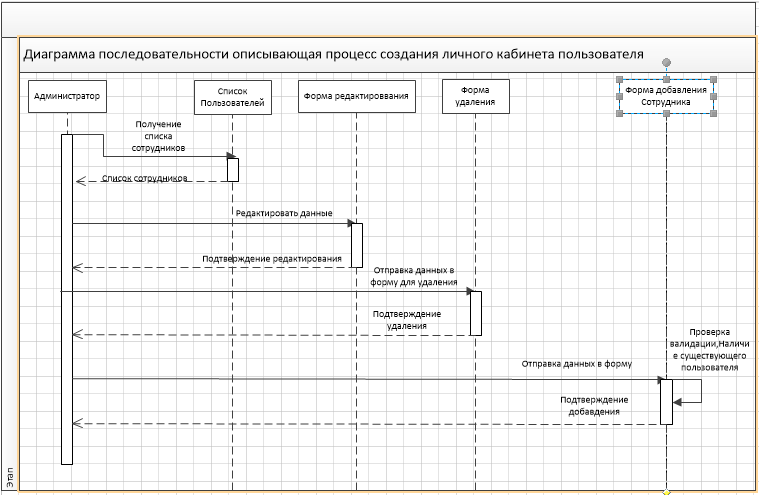 Диаграмма последовательности описывающая процесс создания личного кабинета пользователя
Администратор
Список
Пользователей
Форма редактироввания
Форма
удаления
Форма добавления
Сотрудника
Получение
списка
сотрудников
Список сотрудников
Редактировать данные
Подтверждение редактирования
Отправка данных в
форму для удаления
Подтверждение
удаления
Проверка
валидации,Наличи
е существующего
пользователя
Отправка данных в форму
Подтверждение
добавдения
Этап